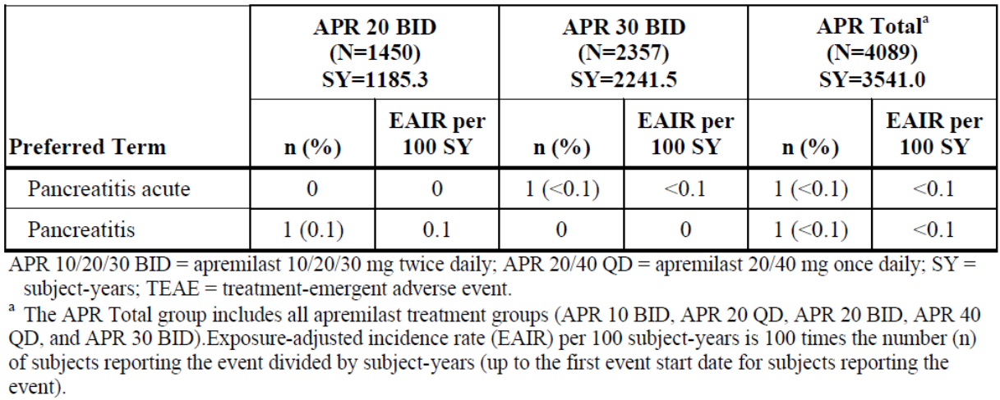 APR 20 BID
(N=1450)
SY=1185.3
APR 30 BID
(N=2357)
SY=2241.5
APR Totalᵃ
(N=4089)
SY=3541.0
Preferred Term
n (%)
EAIR per
100 SY
n (%)
EAIR per
100 SY
n (%)
EAIR per
100 SY
Pancreatitis acute 0 0 1 (<0.1) <0.1 1 (<0.1) <0.1
Pancreatitis 1 (0.1) 0.1 0 0 1 (<0.1) <0.1
APR 10/20/30 BID = apremilast 10/20/30 mg twice daily; APR 20/40 QD = apremilast 20/40 mg once daily; SY =
subject-years; TEAE = treatment-emergent adverse event.
ᵃ The APR Total group includes all apremilast treatment groups (APR 10 BID, APR 20 QD, APR 20 BID, APR 40
QD, and APR 30 BID).Exposure-adjusted incidence rate (EAIR) per 100 subject-years is 100 times the number (n)
of subjects reporting the event divided by subject-years (up to the first event start date for subjects reporting the
event).